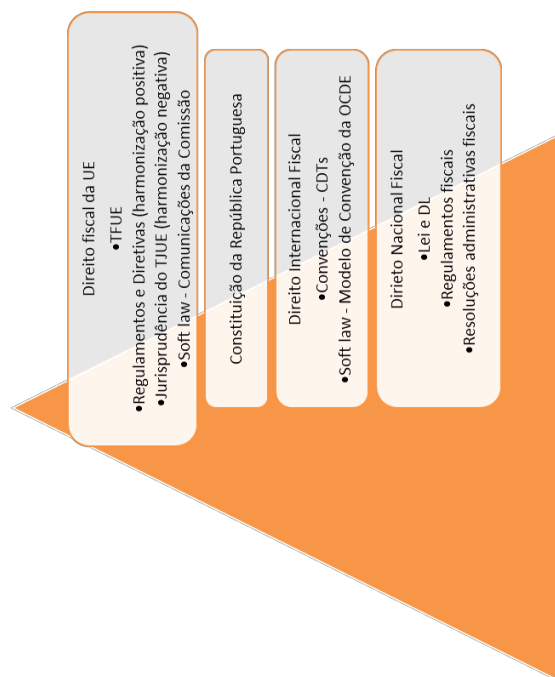 Direito fiscal da UE
•TFUE
•Regulamentos e Diretivas (harmonização positiva)
•Jurisprudência do TJUE (harmonização negativa)
•Soft law - Comunicações da Comissão
Constituição da República Portuguesa
Direito Internacional Fiscal
•Convenções - CDTs
•Soft law - Modelo de Convenção da OCDE
Dirieto Nacional Fiscal
•Lei e DL
•Regulamentos fiscais
•Resoluções administrativas fiscais